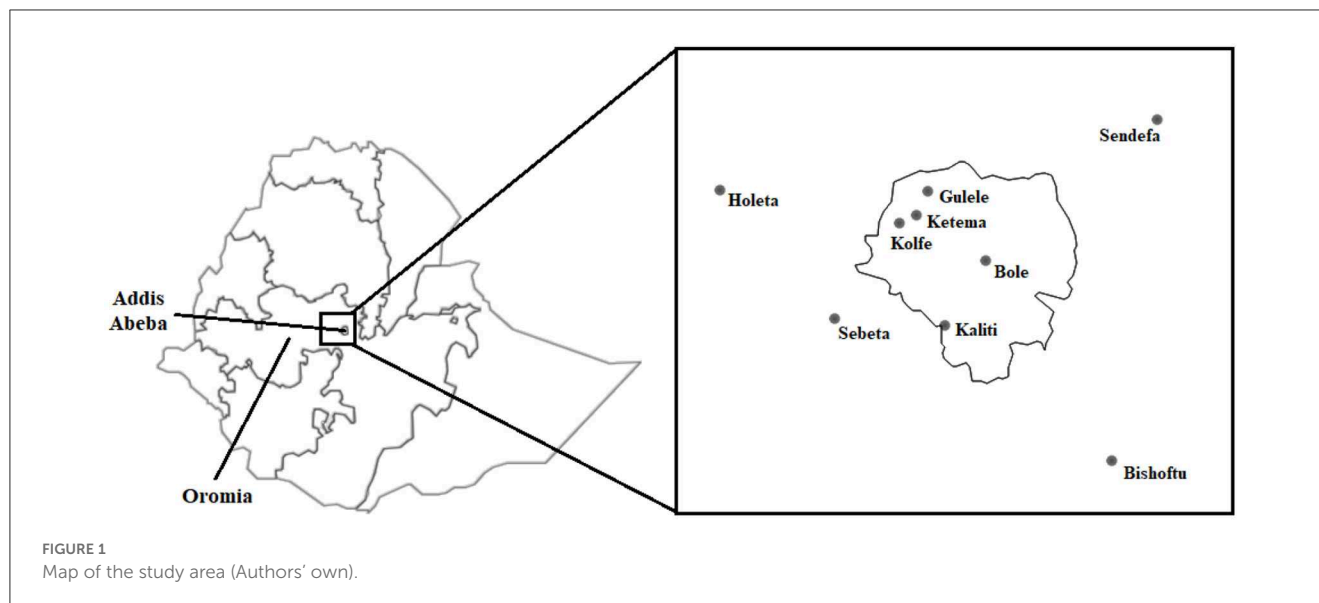 Addis
Abeba
Oromia
Sendefa
Holeta
Gulele
Ketema
Kolfe
Bole
Sebeta
Kaliti
Bishoftu
FIGURE 1
Map of the study area (Authors’ own).